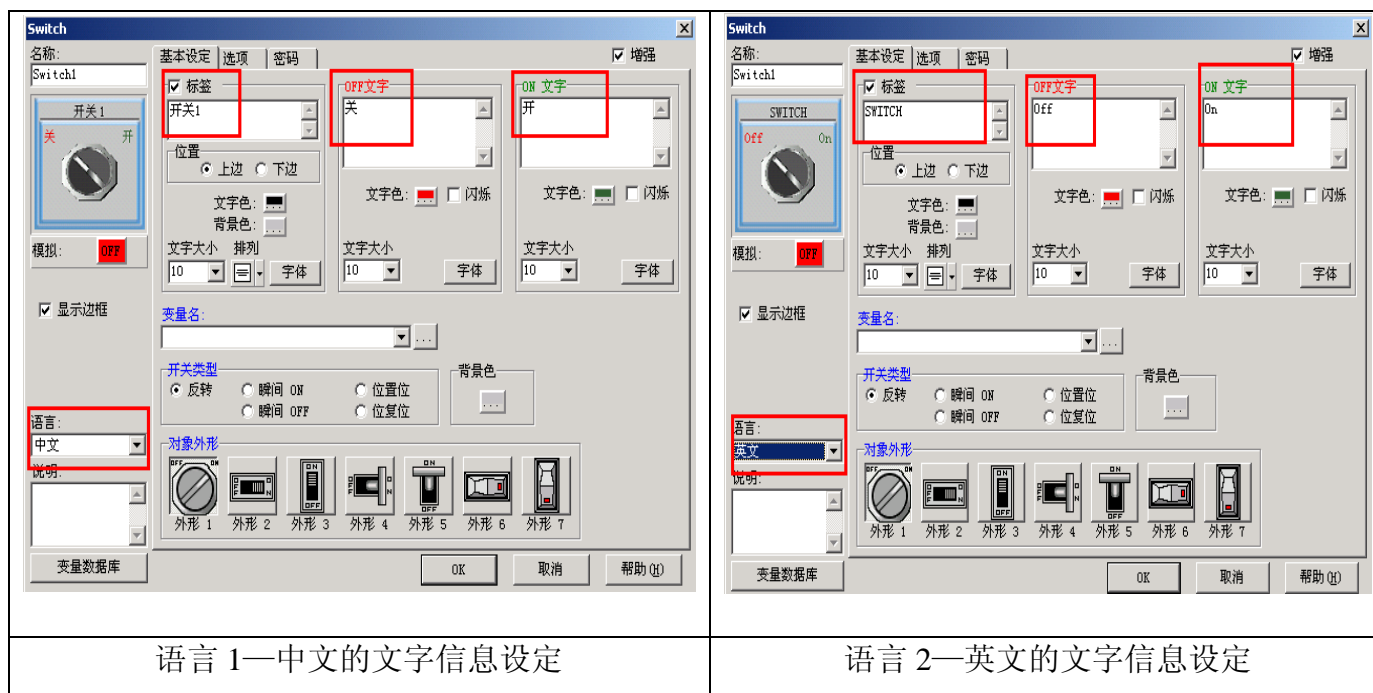 Switch
名称:
Switch1
开关1
关 开
模拟: OFF
显示边框
语言:
中文
说明:
变量数据库
基本设定 选项 密码
增强
标签
开关1
位置
上边 下边
文字色: ...
背景色: ...
文字大小 排列
10 字体
OFF文字
关
文字色: ... 闪烁
文字大小
10 字体
ON 文字
开
文字色: ... 闪烁
文字大小
10 字体
变量名:
...
开关类型
反转 瞬间 ON 位置位
瞬间 OFF 位复位
背景色
...
对象外形
OFF ON
ON
OFF
ON
OFF
外形 1 外形 2 外形 3 外形 4 外形 5 外形 6 外形 7
OK 取消 帮助(H)
语言 1—中文的文字信息设定
Switch
名称:
Switch1
SWITCH
Off On
模拟: OFF
显示边框
语言:
英文
说明:
变量数据库
基本设定 选项 密码
增强
标签
SWITCH
位置
上边 下边
文字色: ...
背景色: ...
文字大小 排列
10 字体
OFF文字
Off
文字色: ... 闪烁
文字大小
10 字体
ON 文字
On
文字色: ... 闪烁
文字大小
10 字体
变量名:
...
开关类型
反转 瞬间 ON 位置位
瞬间 OFF 位复位
背景色
...
对象外形
OFF ON
ON
OFF
ON
OFF
外形 1 外形 2 外形 3 外形 4 外形 5 外形 6 外形 7
OK 取消 帮助(H)
语言 2—英文的文字信息设定